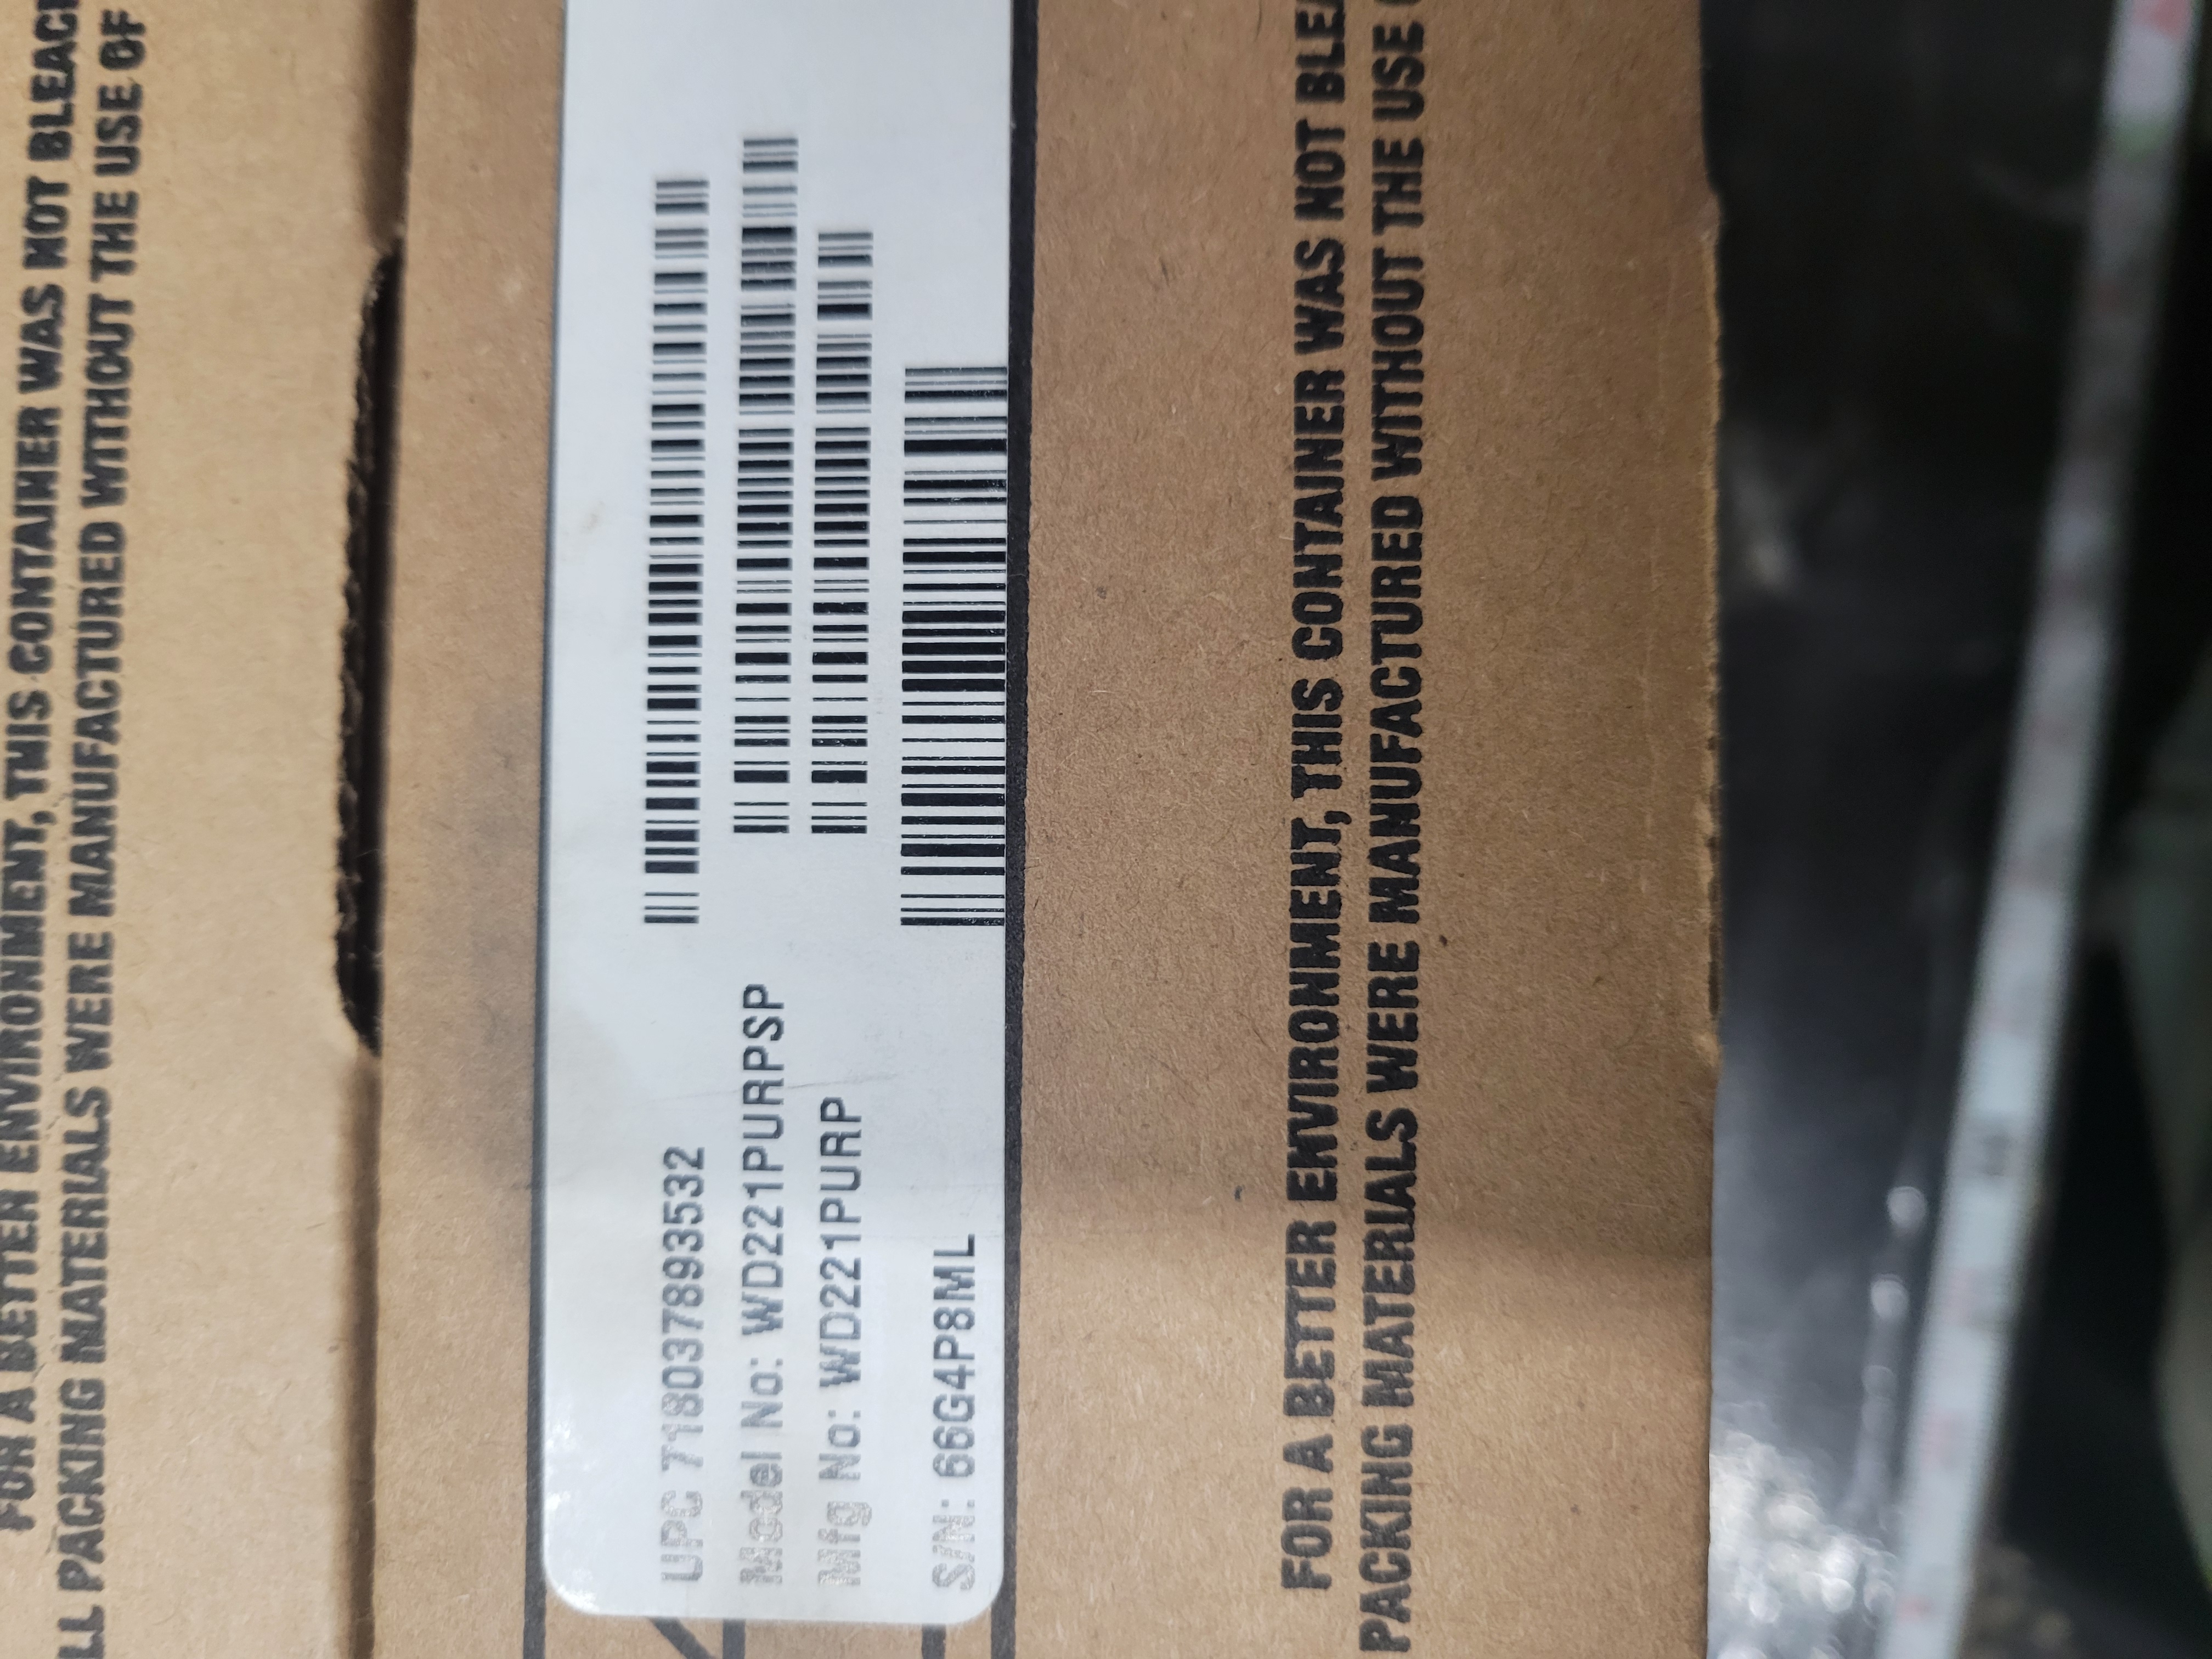 FOR A BETTER ENVIRONMENT, THIS CONTAINER WAS NOT
PACKING MATERIALS WERE MANUFACTURED WITHOUT THE USE OF
UPC 718037893532
Model No: WD221PURPSP
Mfg No: WD221PURP
S/N: 66G4P8ML
FOR A BETTER ENVIRONMENT, THIS CONTAINER WAS NOT
PACKING MATERIALS WERE MANUFACTURED WITHOUT THE USE